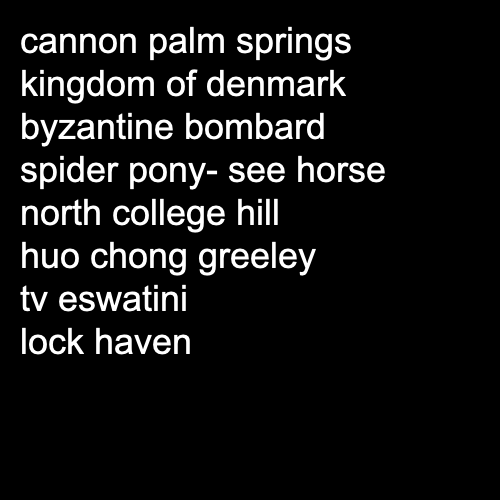 cannon palm springs
kingdom of denmark
byzantine bombard
spider pony- see horse
north college hill
huo chong greeley
tv eswatini
lock haven